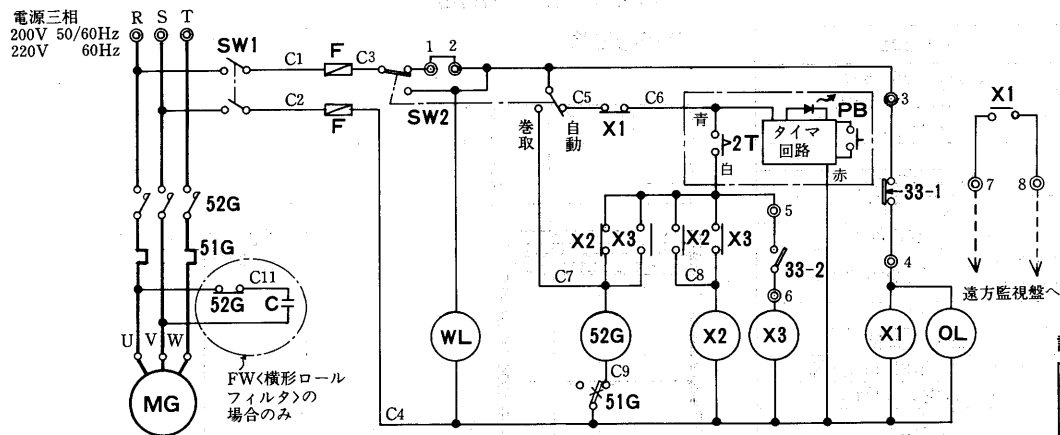 電源三相
200V 50/60Hz
220V 60Hz
R S T
SW1
C1
F
C3
1 2
C2
F
SW2
C5
C6
X1
巻取
自動
青
2T
白
タイマ回路
PB
赤
3
X1
7
8
33-1
遠方監視盤へ
52G
51G
C11
52G
C
U V W
MG
FW<横形ロール
フィルタ>の
場合のみ
X2 X3
X2 X3
5
33-2
6
C7
C8
4
WL
52G
X2
X3
X1
OL
C9
51G
C4